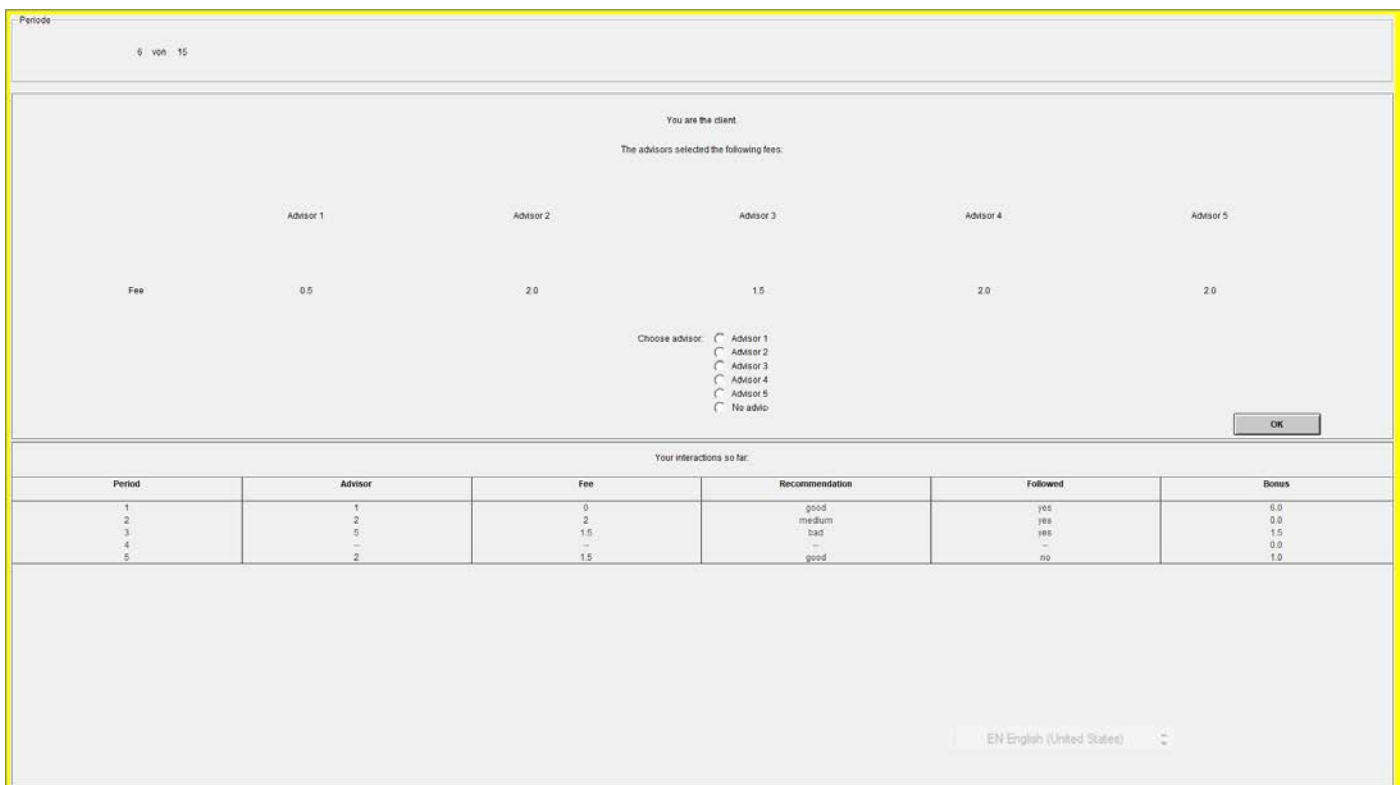 Periode
6 von 15
You are the client.
The advisors selected the following fees:
Advisor 1 Advisor 2 Advisor 3 Advisor 4 Advisor 5
Fee 0.5 2.0 1.5 2.0 2.0
Choose advisor: Advisor 1
Advisor 2
Advisor 3
Advisor 4
Advisor 5
No advic
OK
Your interactions so far:
Period Advisor Fee Recommendation Followed Bonus
1 1 0 good yes 6.0
2 2 2 medium yes 0.0
3 5 1.5 bad yes 1.5
4 -- -- -- -- 0.0
5 2 1.5 good no 1.0
EN English (United States)